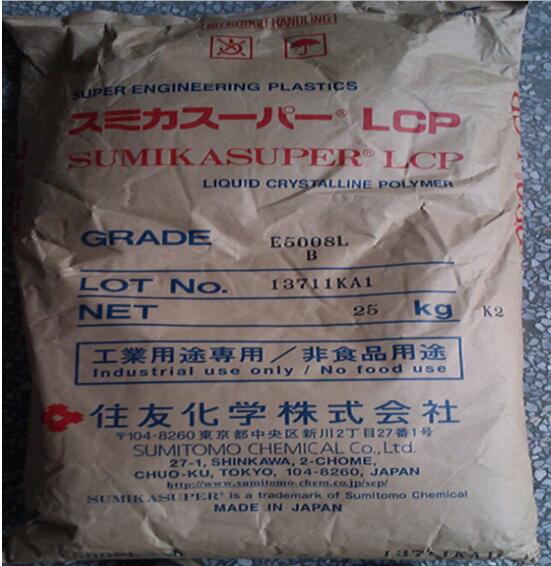 NO ROUGH HANDLING
SUPER ENGINEERING PLASTICS
スミカスーパー® LCP
SUMIKASUPER® LCP
LIQUID CRYSTALLINE POLYMER
GRADE E5008L
B
LOT No. 13711KA1
NET 25 kg K2
工業用途専用／非食品用途
Industrial use only / No food use
住友化学株式会社
〒104-8260 東京都中央区新川2丁目27番1号
SUMITOMO CHEMICAL Co., Ltd.
27-1, SHINKAWA, 2-CHOME,
CHUO-KU, TOKYO, 104-8260, JAPAN
http://www.sumitomo-chem.co.jp/sep/
SUMIKASUPER® is a trademark of Sumitomo Chemical
MADE IN JAPAN
E5008L B 13711KA1